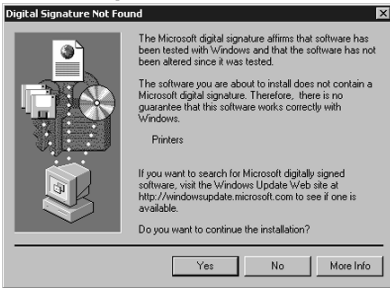 Digital Signature Not Found
The Microsoft digital signature affirms that software has
been tested with Windows and that the software has not
been altered since it was tested.
The software you are about to install does not contain a
Microsoft digital signature. Therefore, there is no
guarantee that this software works correctly with
Windows.
Printers
If you want to search for Microsoft digitally signed
software, visit the Windows Update Web site at
http://windowsupdate.microsoft.com to see if one is
available.
Do you want to continue the installation?
Yes No More Info